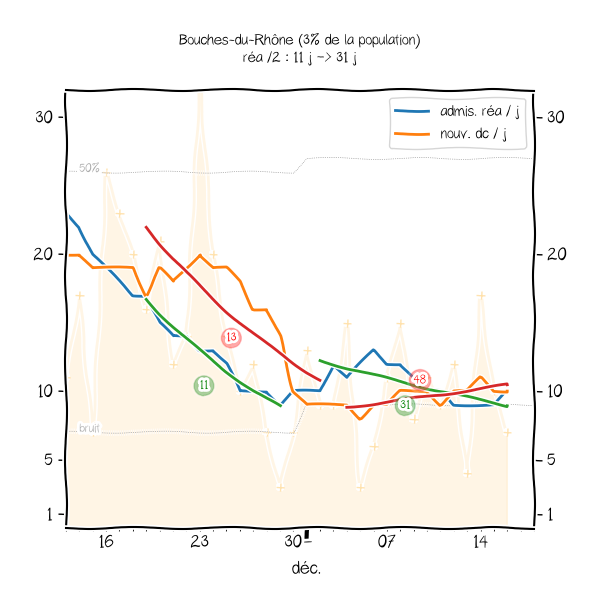 Bouches-du-Rhône (3% de la population)
réa /2 : 11 j -> 31 j
admis. réa / j
nouv. dc / j
30 30
50%
20 20
13
48
11
31
10 10
bruit
5 5
1 1
16 23 30 07 14
déc.